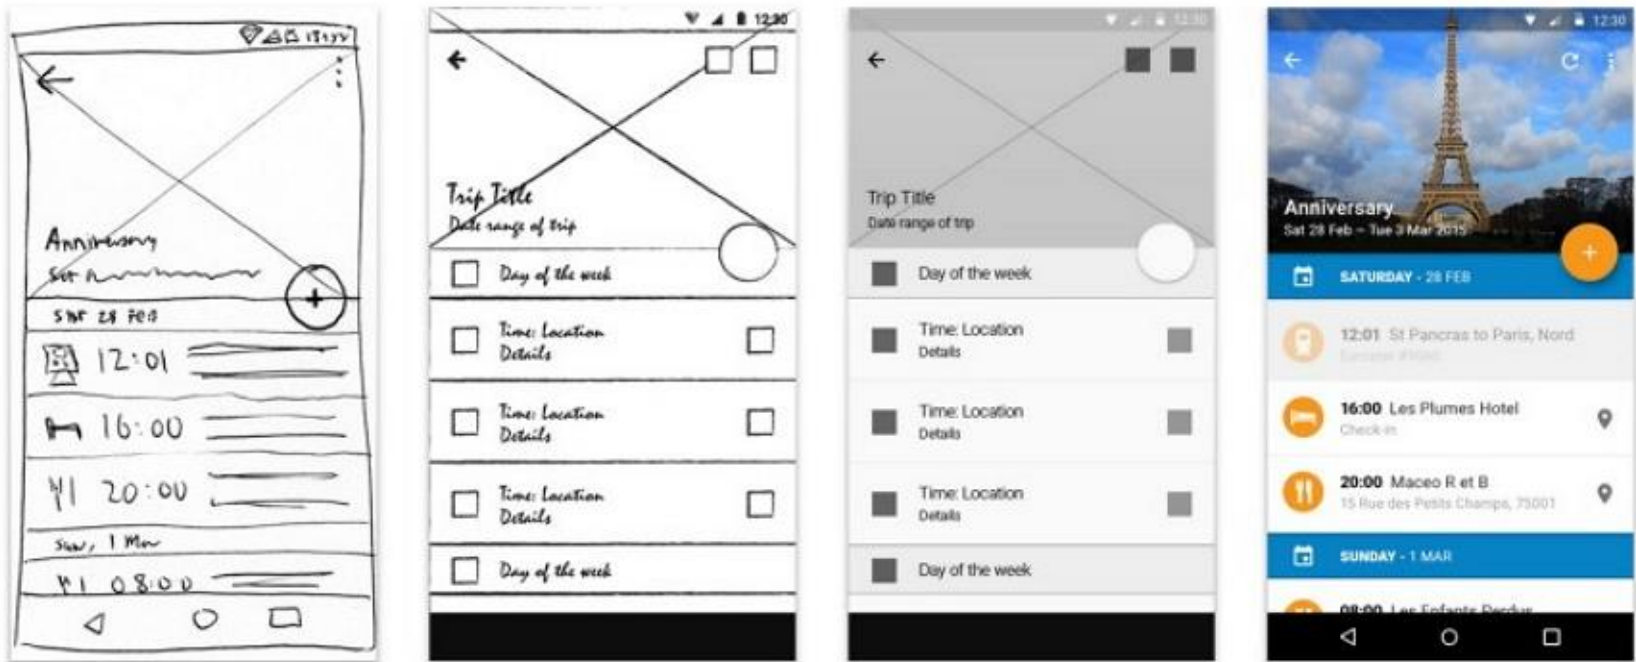 Anniversary
Sat
SAT 28 FEB
12:01
16:00
20:00
Sun, 1 Mar
08:00
12:30
Trip Title
Date range of trip
Day of the week
Time: Location
Details
Time: Location
Details
Time: Location
Details
Day of the week
12:30
Trip Title
Date range of trip
Day of the week
Time: Location
Details
Time: Location
Details
Time: Location
Details
Day of the week
12:30
Anniversary
Sat 28 Feb – Tue 3 Mar 2015
SATURDAY - 28 FEB
12:01 St Pancras to Paris, Nord
16:00 Les Plumes Hotel
Check-in
20:00 Maceo R et B
15 Rue des Petits Champs, 75001
SUNDAY - 1 MAR
08:00 Les Enfants Perdus